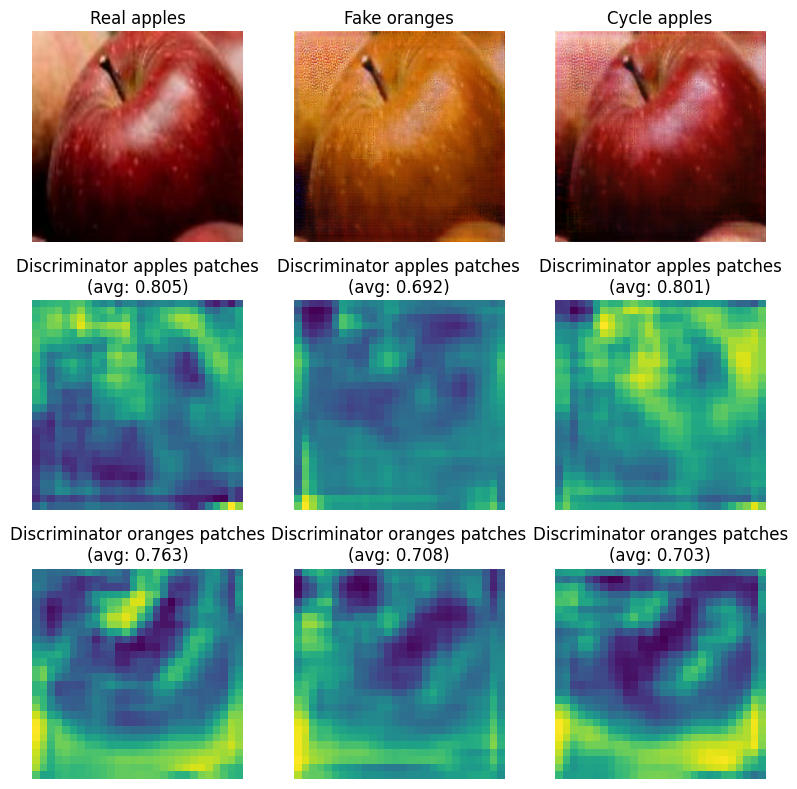 Real apples
Fake oranges
Cycle apples
Discriminator apples patches
(avg: 0.805)
Discriminator apples patches
(avg: 0.692)
Discriminator apples patches
(avg: 0.801)
Discriminator oranges patches
(avg: 0.763)
Discriminator oranges patches
(avg: 0.708)
Discriminator oranges patches
(avg: 0.703)